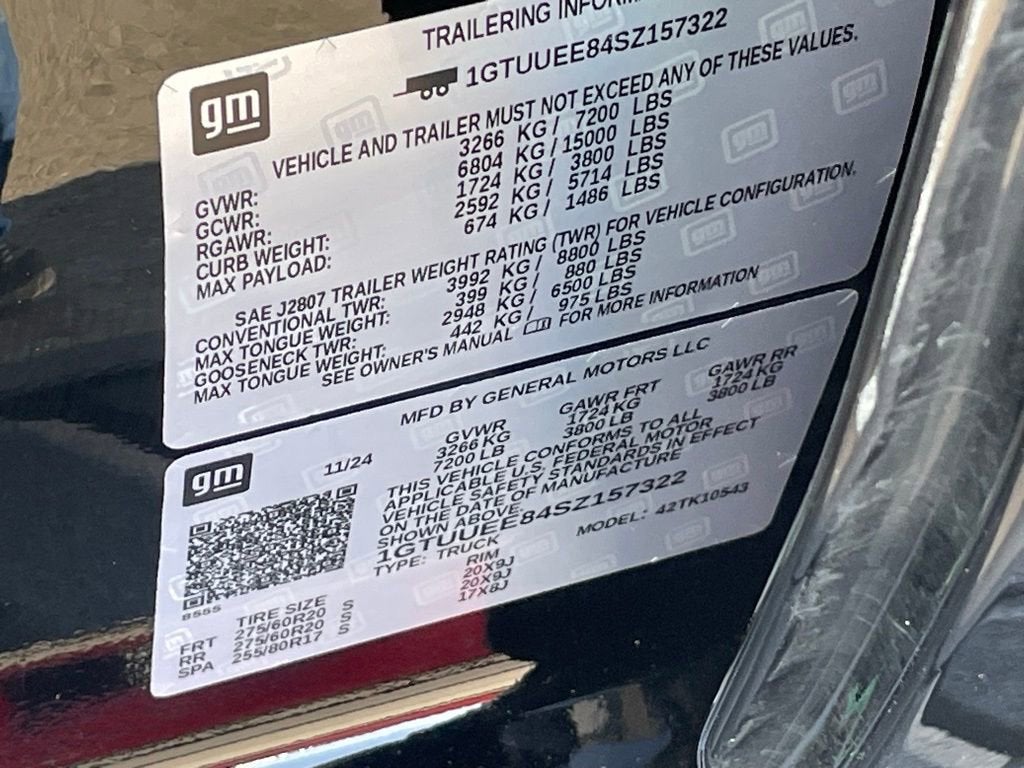 TRAILERING
gm
1GTUUEE84SZ157322
VEHICLE AND TRAILER MUST NOT EXCEED ANY OF THESE VALUES.
GVWR: 3266 KG / 7200 LBS
GCWR: 6804 KG / 15000 LBS
RGAWR: 1724 KG / 3800 LBS
CURB WEIGHT: 2592 KG / 5714 LBS
MAX PAYLOAD: 674 KG / 1486 LBS
SAE J2807 TRAILER WEIGHT RATING (TWR) FOR VEHICLE CONFIGURATION.
CONVENTIONAL TWR: 3992 KG / 8800 LBS
MAX TONGUE WEIGHT: 399 KG / 880 LBS
GOOSENECK TWR: 2948 KG / 6500 LBS
MAX TONGUE WEIGHT: 442 KG / 975 LBS
SEE OWNER'S MANUAL FOR MORE INFORMATION
MFD BY GENERAL MOTORS LLC
gm
11/24
GVWR GAWR FRT GAWR RR
3266 KG 1724 KG 1724 KG
7200 LB 3800 LB 3800 LB
THIS VEHICLE CONFORMS TO ALL
APPLICABLE U.S. FEDERAL MOTOR
VEHICLE SAFETY STANDARDS IN EFFECT
ON THE DATE OF MANUFACTURE
SHOWN ABOVE.
1GTUUEE84SZ157322
TYPE: TRUCK MODEL: 42TK10543
8555
TIRE SIZE RIM
FRT 275/60R20 S 20X9J
RR 275/60R20 S 20X9J
SPA 255/80R17 S 17X8J